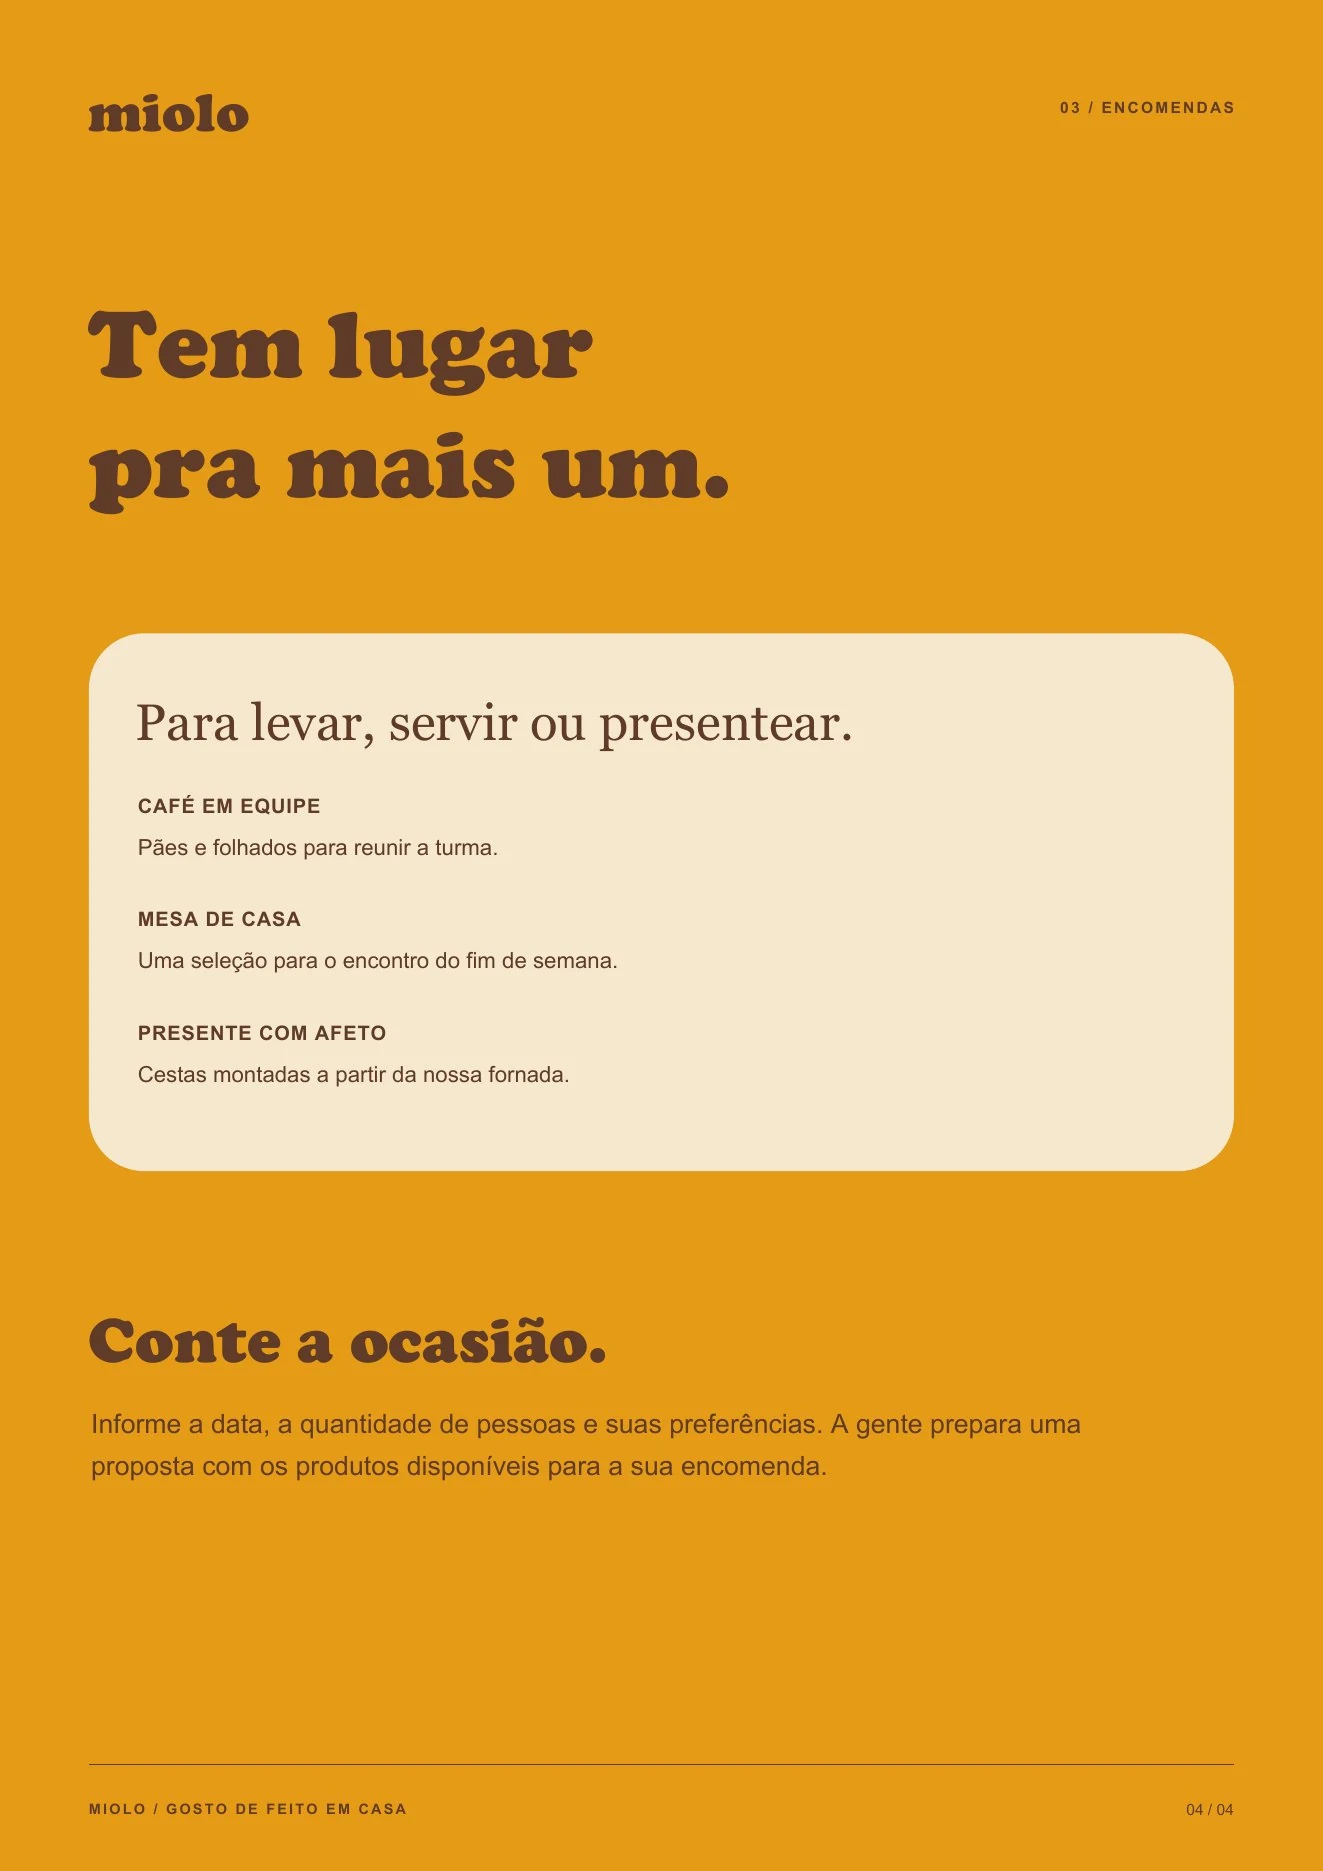 miolo
03 / ENCOMENDAS
Tem lugar
pra mais um.
Para levar, servir ou presentear.
CAFÉ EM EQUIPE
Pães e folhados para reunir a turma.
MESA DE CASA
Uma seleção para o encontro do fim de semana.
PRESENTE COM AFETO
Cestas montadas a partir da nossa fornada.
Conte a ocasião.
Informe a data, a quantidade de pessoas e suas preferências. A gente prepara uma
proposta com os produtos disponíveis para a sua encomenda.
MIOLO / GOSTO DE FEITO EM CASA
04 / 04